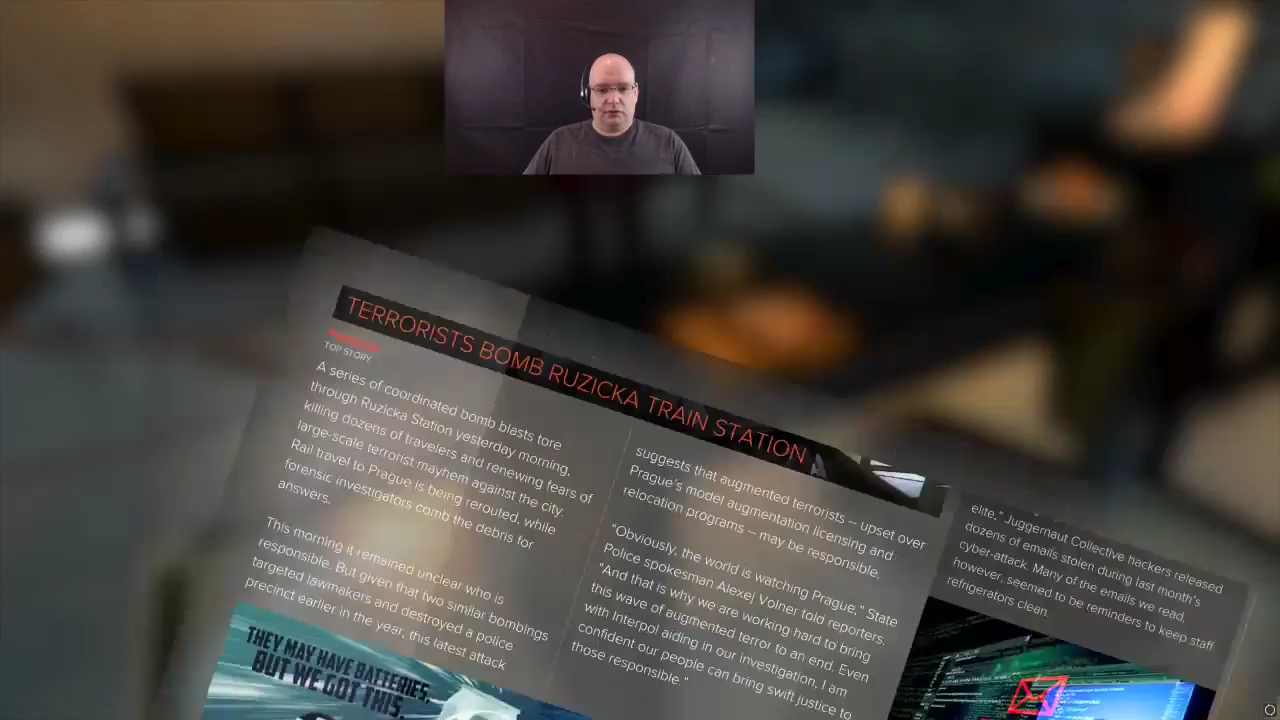 TERRORISTS BOMB RUZICKA TRAIN STATION
TOP STORY
A series of coordinated bomb blasts tore
through Ruzicka Station yesterday morning,
killing dozens of travelers and renewing fears of
large-scale terrorist mayhem against the city.
Rail travel to Prague is being rerouted, while
forensic investigators comb the debris for
answers.
This morning it remained unclear who is
responsible. But given that two similar bombings
targeted lawmakers and destroyed a police
precinct earlier in the year, this latest attack
suggests that augmented terrorists – upset over
Prague's model augmentation licensing and
relocation programs – may be responsible.
"Obviously, the world is watching Prague," State
Police spokesman Alexej Volner told reporters.
"And that is why we are working hard to bring
this wave of augmented terror to an end. Even
with Interpol aiding in our investigation, I am
confident our people can bring swift justice to
those responsible."
elite," Juggernaut Collective hackers released
dozens of emails stolen during last month's
cyber-attack. Many of the emails we read,
however, seemed to be reminders to keep staff
refrigerators clean.
THEY MAY HAVE BATTERIES,
BUT WE GOT THIS.